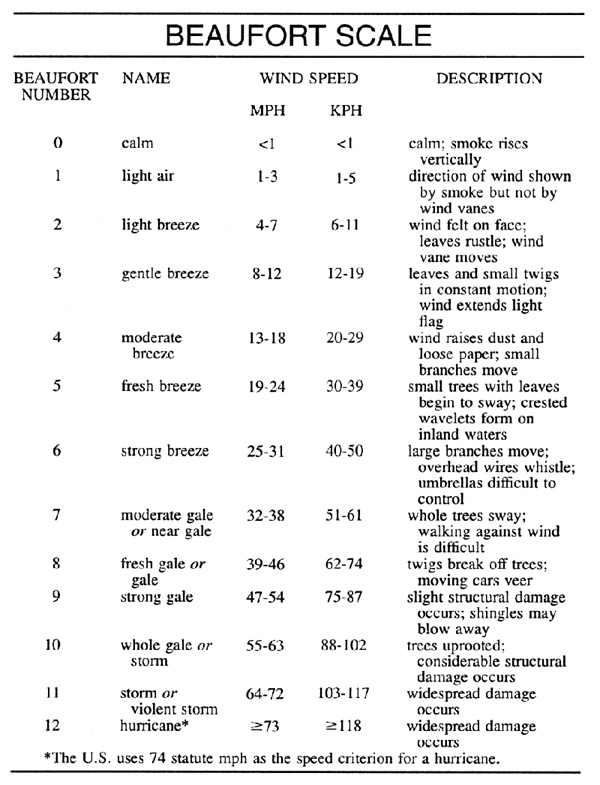 BEAUFORT SCALE
BEAUFORT NUMBER NAME WIND SPEED DESCRIPTION
MPH KPH
0 calm <1 <1 calm; smoke rises
vertically
1 light air 1-3 1-5 direction of wind shown
by smoke but not by
wind vanes
2 light breeze 4-7 6-11 wind felt on face;
leaves rustle; wind
vane moves
3 gentle breeze 8-12 12-19 leaves and small twigs
in constant motion;
wind extends light
flag
4 moderate 13-18 20-29 wind raises dust and
breeze loose paper; small
branches move
5 fresh breeze 19-24 30-39 small trees with leaves
begin to sway; crested
wavelets form on
inland waters
6 strong breeze 25-31 40-50 large branches move;
overhead wires whistle;
umbrellas difficult to
control
7 moderate gale 32-38 51-61 whole trees sway;
or near gale walking against wind
is difficult
8 fresh gale or 39-46 62-74 twigs break off trees;
gale moving cars veer
9 strong gale 47-54 75-87 slight structural damage
occurs; shingles may
blow away
10 whole gale or 55-63 88-102 trees uprooted;
storm considerable structural
damage occurs
11 storm or 64-72 103-117 widespread damage
violent storm occurs
12 hurricane* ≥73 ≥118 widespread damage
occurs
*The U.S. uses 74 statute mph as the speed criterion for a hurricane.